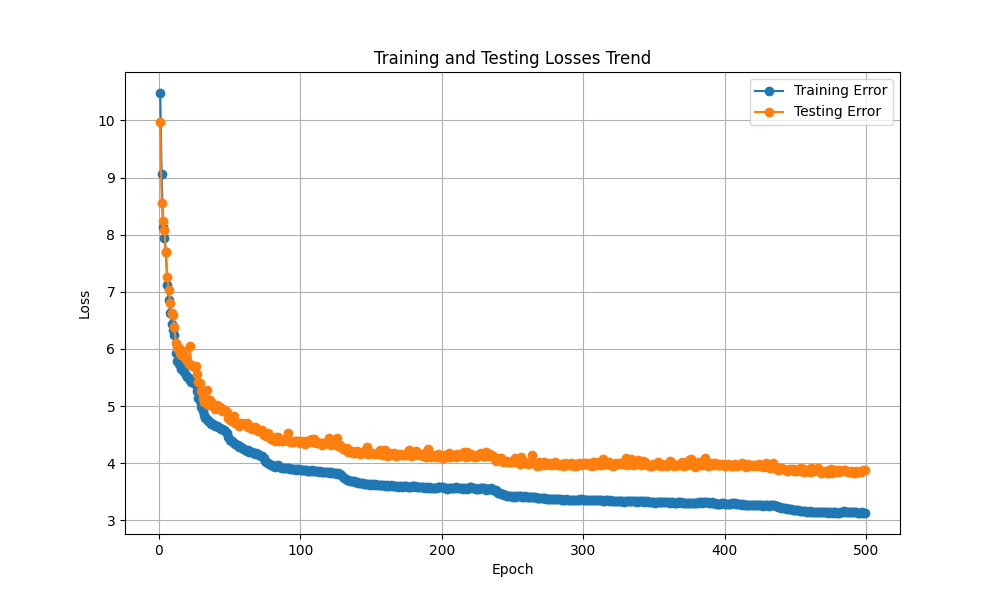 Training and Testing Losses Trend
Training Error
Testing Error
10
9
8
7
6
5
4
3
Loss
0 100 200 300 400 500
Epoch